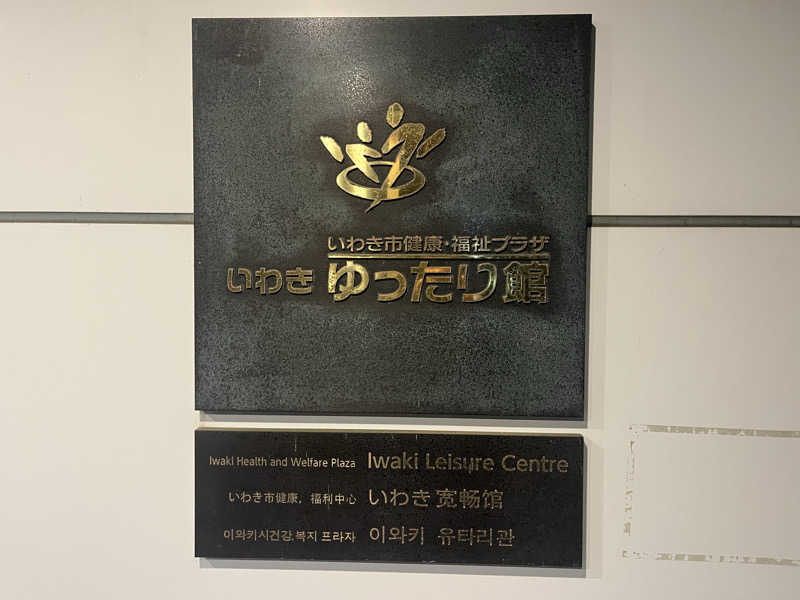 いわき市健康・福祉プラザ
いわき ゆったり館
Iwaki Health and Welfare Plaza Iwaki Leisure Centre
いわき市健康，福利中心 いわき 宽畅馆
이와키시건강.복지 프라자 이와키 유타리관